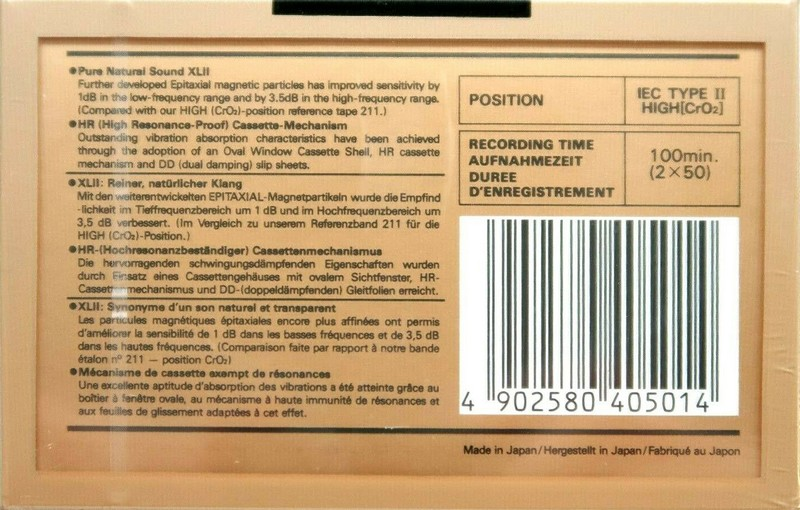 ●Pure Natural Sound XLII
Further developed Epitaxial magnetic particles has improved sensitivity by
1dB in the low-frequency range and by 3.5dB in the high-frequency range.
(Compared with our HIGH (CrO₂)-position reference tape 211.)
●HR (High Resonance-Proof) Cassette-Mechanism
Outstanding vibration absorption characteristics have been achieved
through the adoption of an Oval Window Cassette Shell, HR cassette
mechanism and DD (dual damping) slip sheets.
●XLII: Reiner, natürlicher Klang
Mit den weiterentwickelten EPITAXIAL-Magnetpartikeln wurde die Empfind
-lichkeit im Tieffrequenzbereich um 1 dB und im Hochfrequenzbereich um
3,5 dB verbessert. (Im Vergleich zu unserem Referenzband 211 für die
HIGH (CrO₂)-Position.)
●HR-(Hochresonanzbeständiger) Cassettenmechanismus
Die hervorragenden schwingungsdämpfenden Eigenschaften wurden
durch Einsatz eines Cassettengehäuses mit ovalem Sichtfenster, HR-
Cassettenmechanismus und DD-(doppeldämpfenden) Gleitfolien erreicht.
●XLII: Synonyme d'un son naturel et transparent
Les particules magnétiques épitaxiales encore plus affinées ont permis
d'améliorer la sensibilité de 1 dB dans les basses fréquences et de 3,5 dB
dans les hautes fréquences. (Comparaison faite par rapport à notre bande
étalon n° 211 – position CrO₂)
●Mécanisme de cassette exempt de résonances
Une excellente aptitude d'absorption des vibrations a été atteinte grâce au
boîtier à fenêtre ovale, au mécanisme à haute immunité de résonances et
aux feuilles de glissement adaptées à cet effet.
POSITION
IEC TYPE II
HIGH[CrO₂]
RECORDING TIME
AUFNAHMEZEIT
DUREE
D'ENREGISTREMENT
100min.
(2×50)
4 902580 405014
Made in Japan/Hergestellt in Japan/Fabriqué au Japon